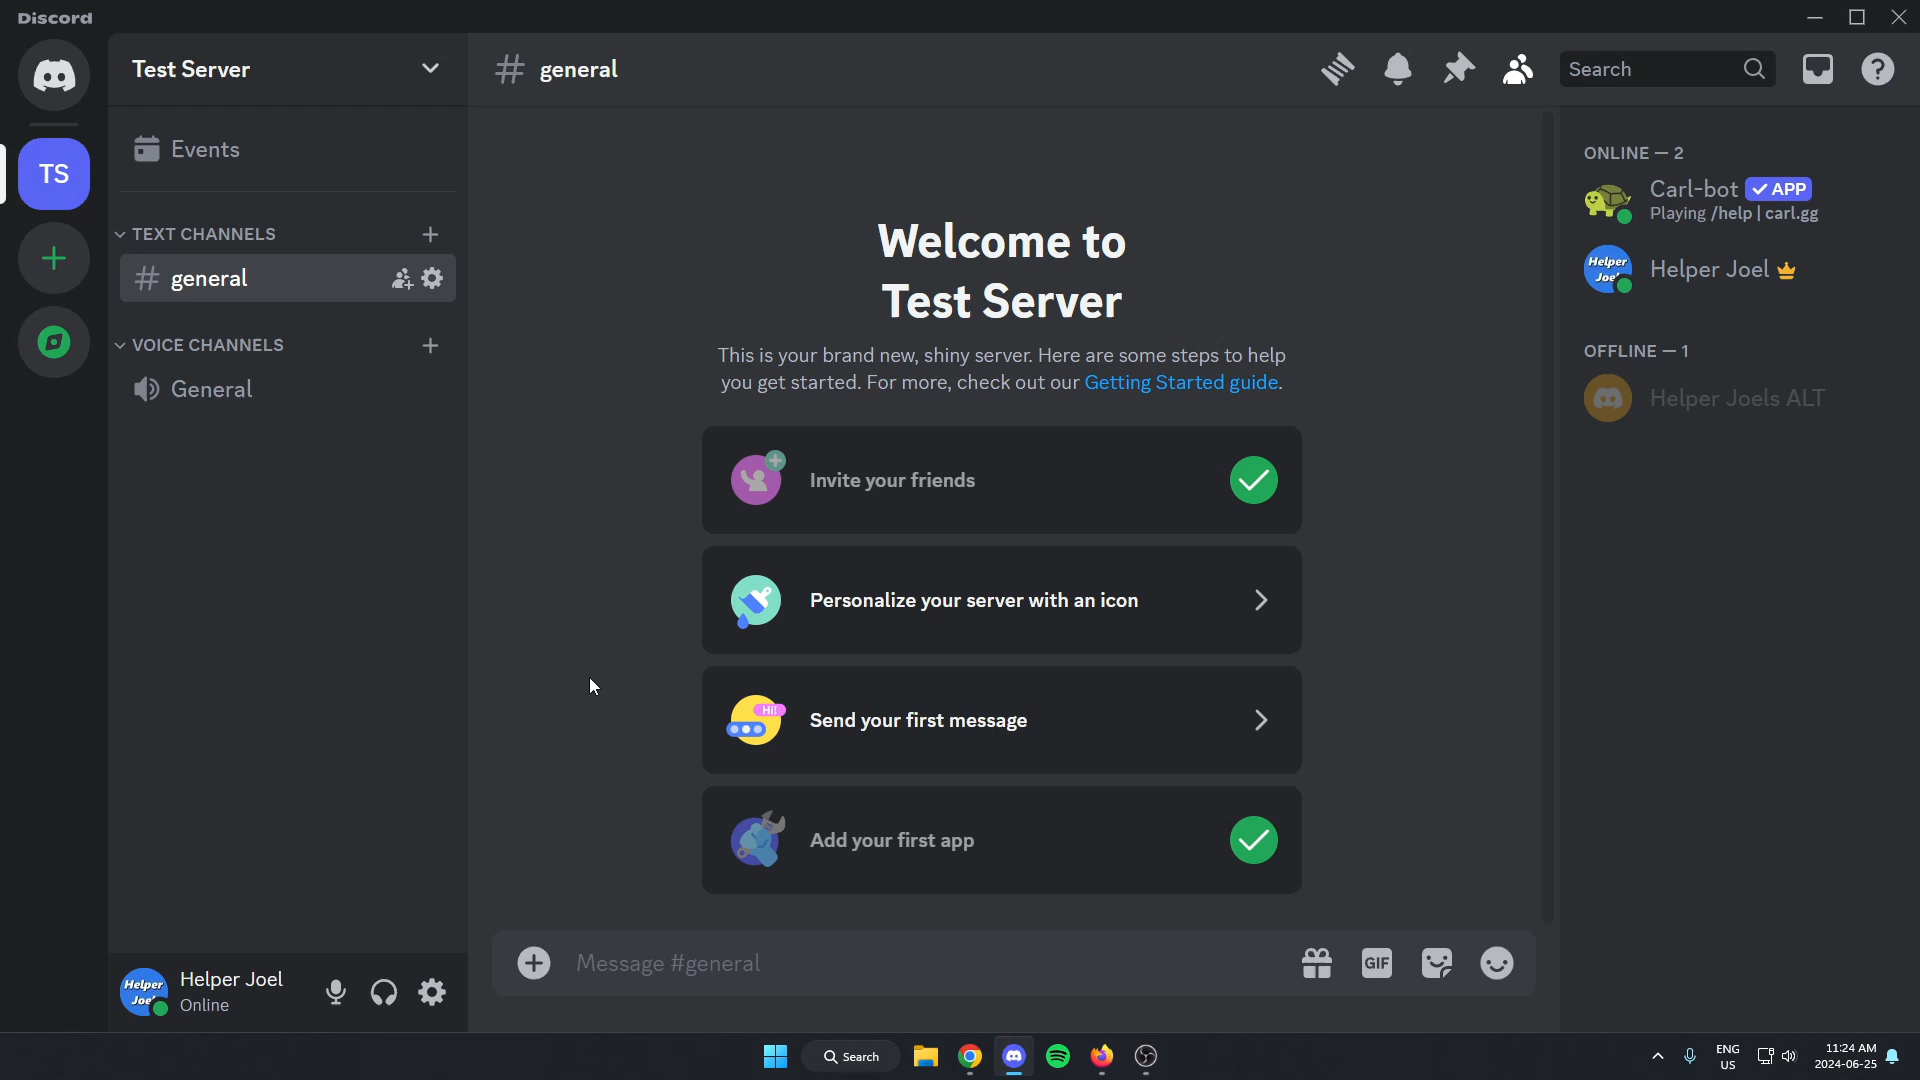 Discord
Test Server
general
Search
Events
TS
TEXT CHANNELS
general
VOICE CHANNELS
General
Welcome to
Test Server
This is your brand new, shiny server. Here are some steps to help
you get started. For more, check out our Getting Started guide.
Invite your friends
Personalize your server with an icon
Hi!
Send your first message
Add your first app
Message #general
GIF
ONLINE — 2
Carl-bot APP
Playing /help | carl.gg
Helper Joel
Helper Joel
OFFLINE — 1
Helper Joels ALT
Helper Joel
Helper Joel
Online
Search
ENG
US
11:24 AM
2024-06-25